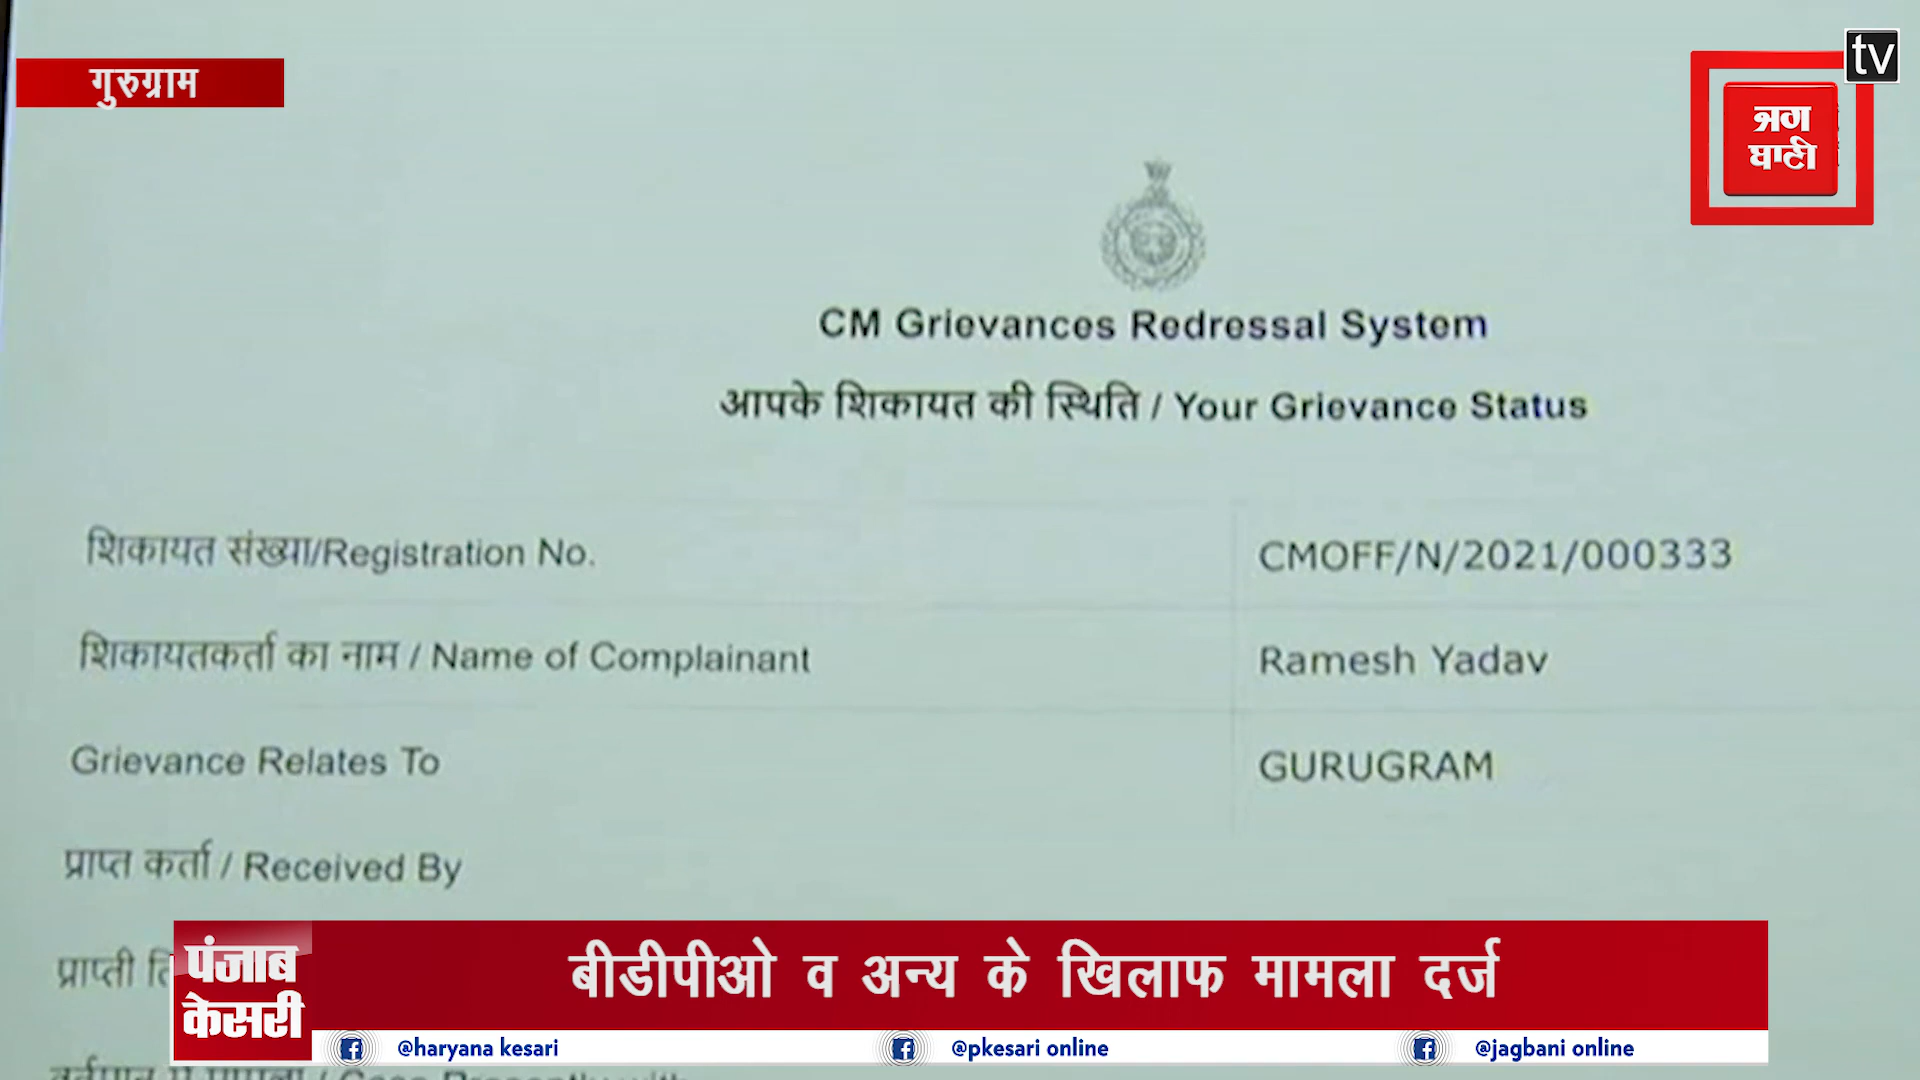 गुरुग्राम
tv
ਜਗ
ਬਾਣੀ
CM Grievances Redressal System
आपके शिकायत की स्थिति / Your Grievance Status
शिकायत संख्या/Registration No.
CMOFF/N/2021/000333
शिकायतकर्ता का नाम / Name of Complainant
Ramesh Yadav
Grievance Relates To
GURUGRAM
प्राप्त कर्ता / Received By
प्राप्ती
पंजाब
केसरी
बीडीपीओ व अन्य के खिलाफ मामला दर्ज
@haryana kesari
@pkesari online
@jagbani online